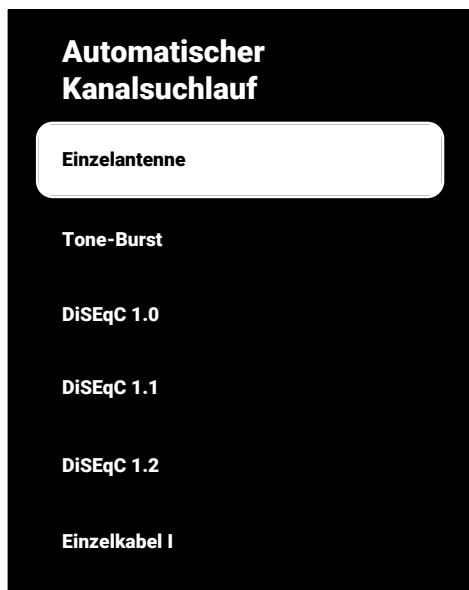 Automatischer
Kanalsuchlauf
Einzelantenne
Tone-Burst
DiSEqC 1.0
DiSEqC 1.1
DiSEqC 1.2
Einzelkabel I